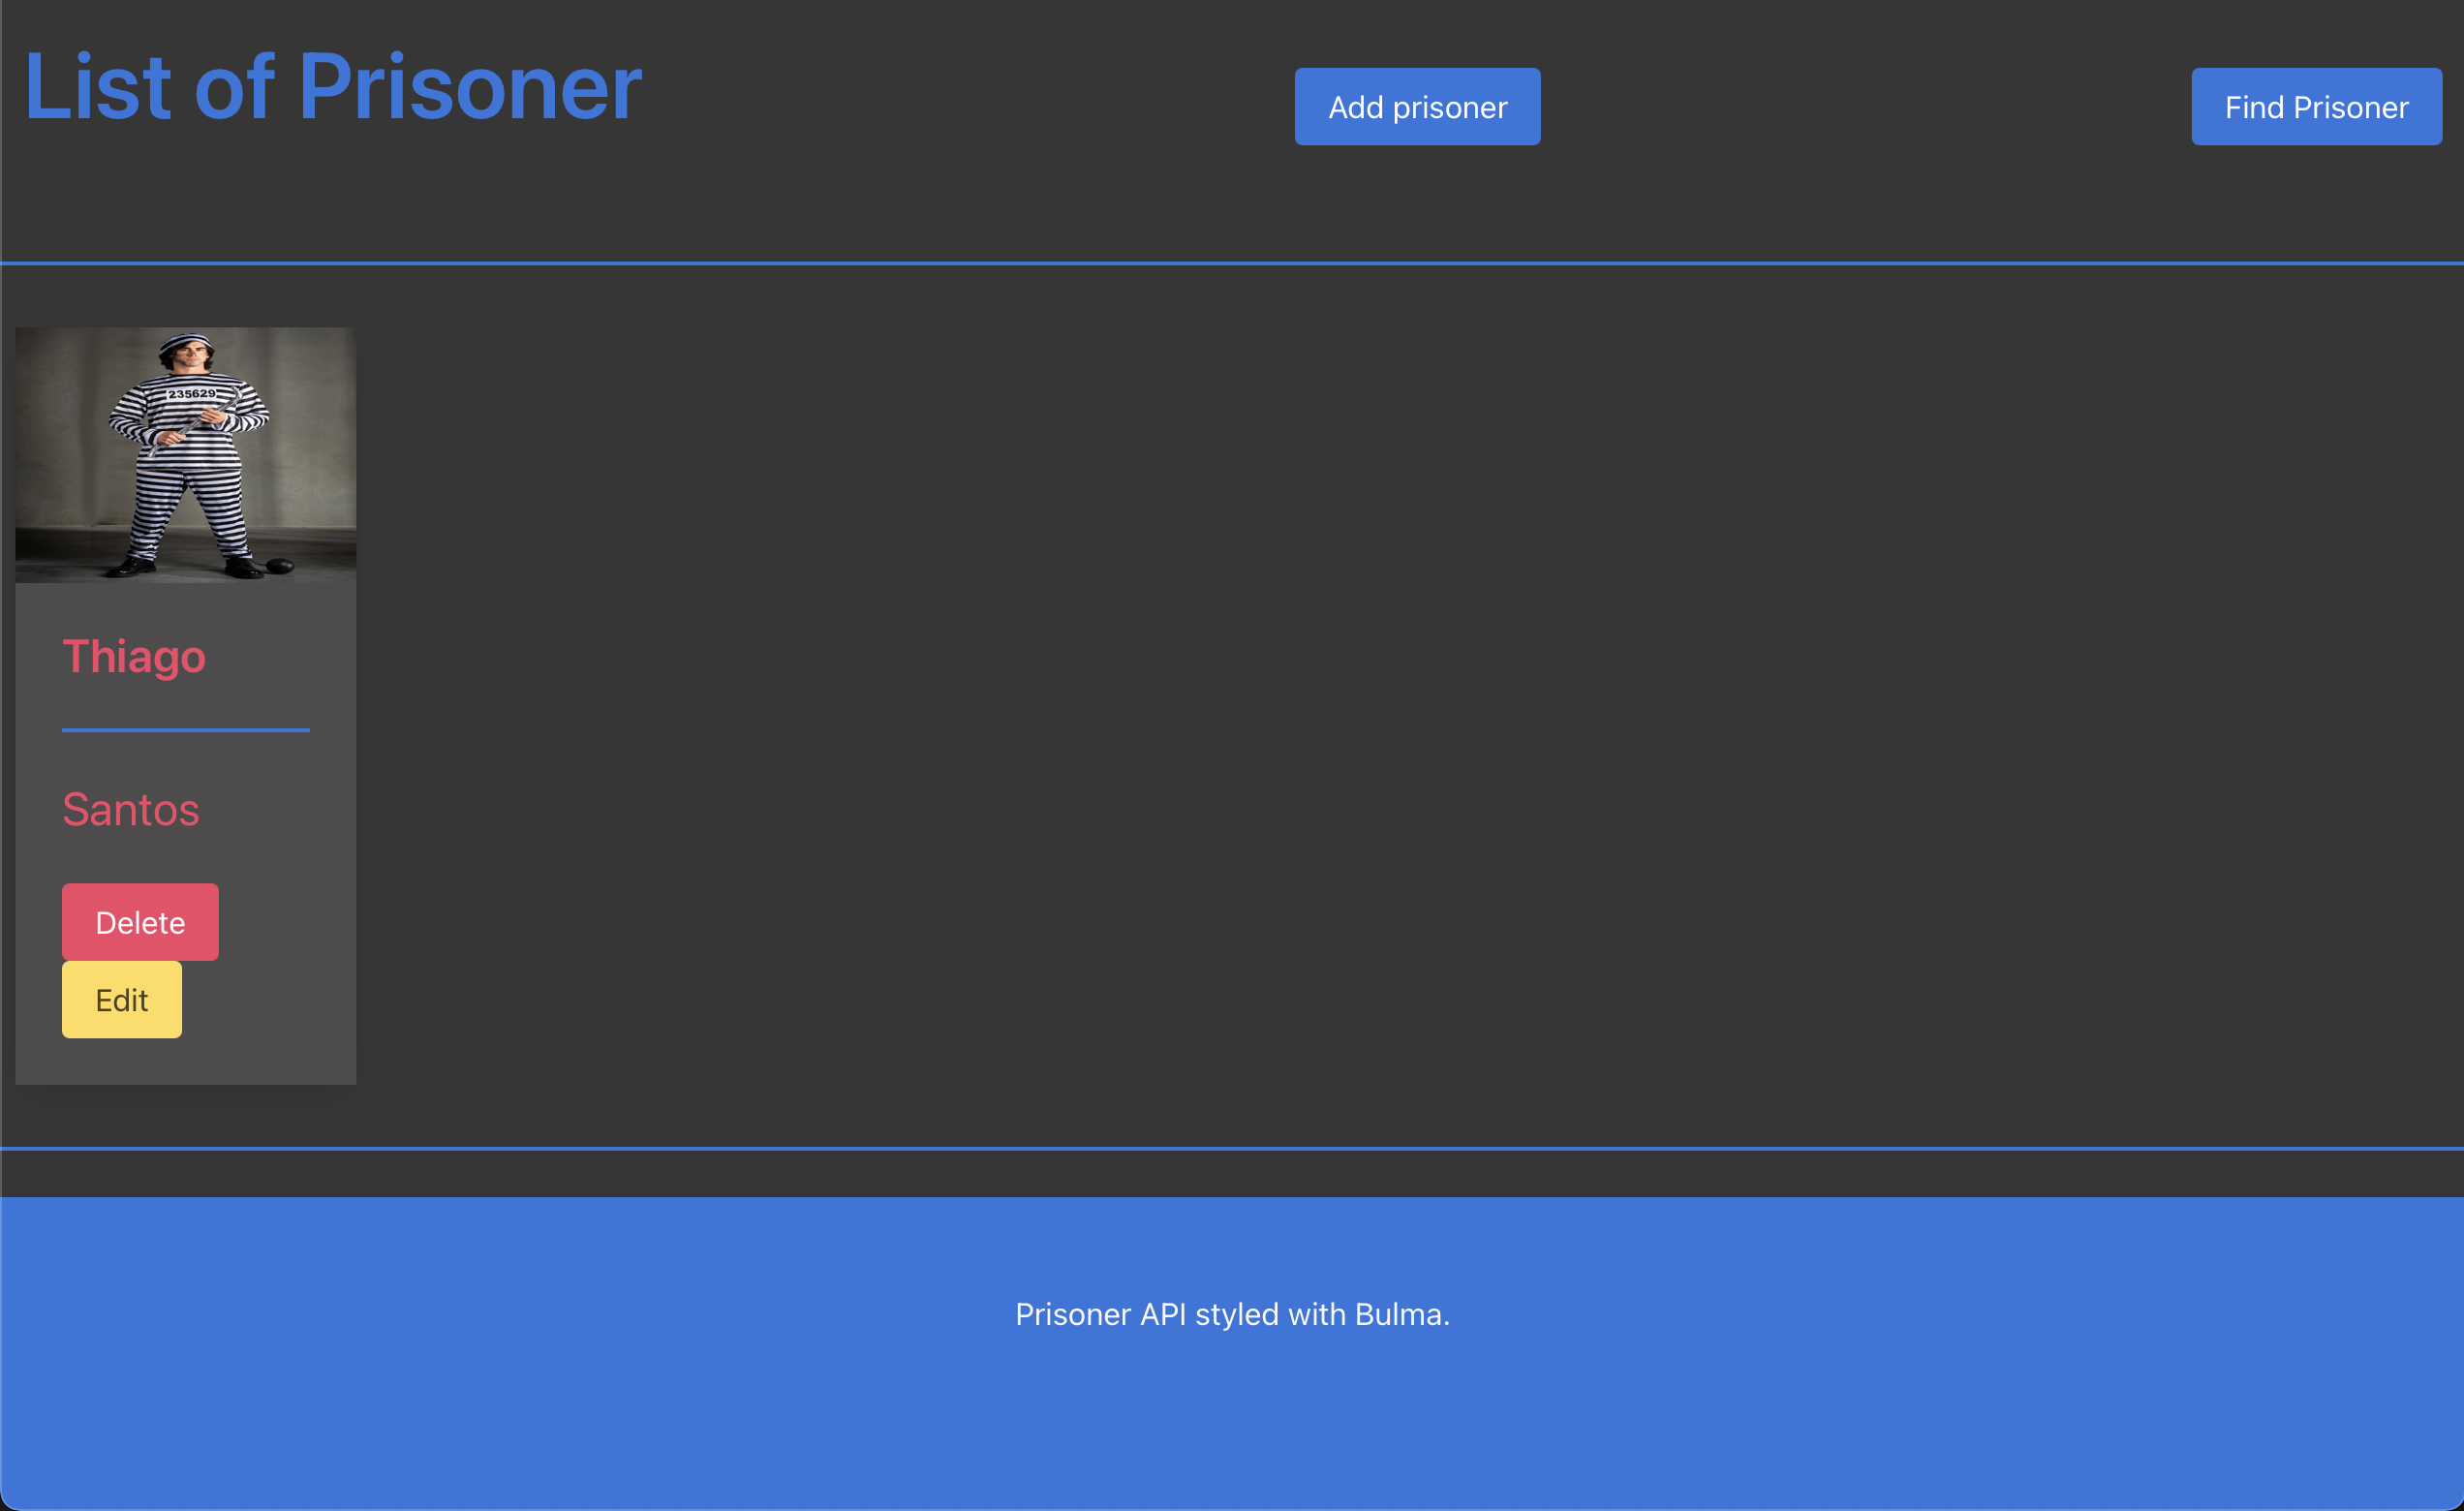 List of Prisoner
Add prisoner
Find Prisoner
235629
Thiago
Santos
Delete
Edit
Prisoner API styled with Bulma.